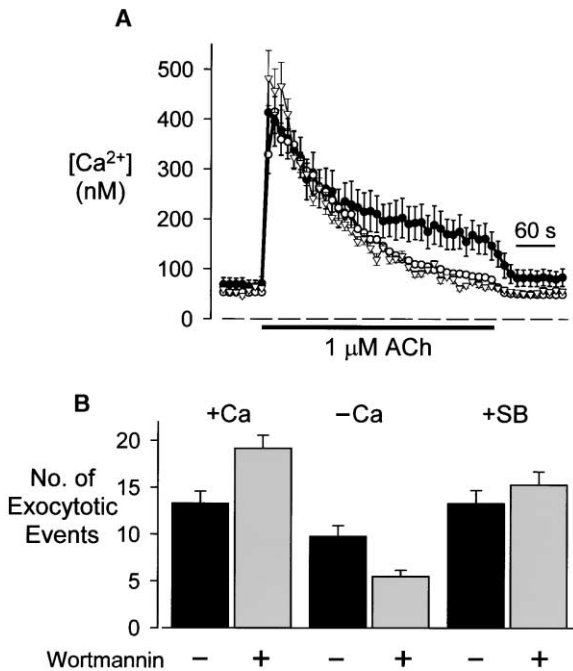 A
500
400
[Ca²⁺]
300
(nM)
200
60 s
100
0
1 μM ACh
B
+Ca
−Ca
+SB
20
No. of
15
Exocytotic
10
Events
5
0
Wortmannin − + − + − +